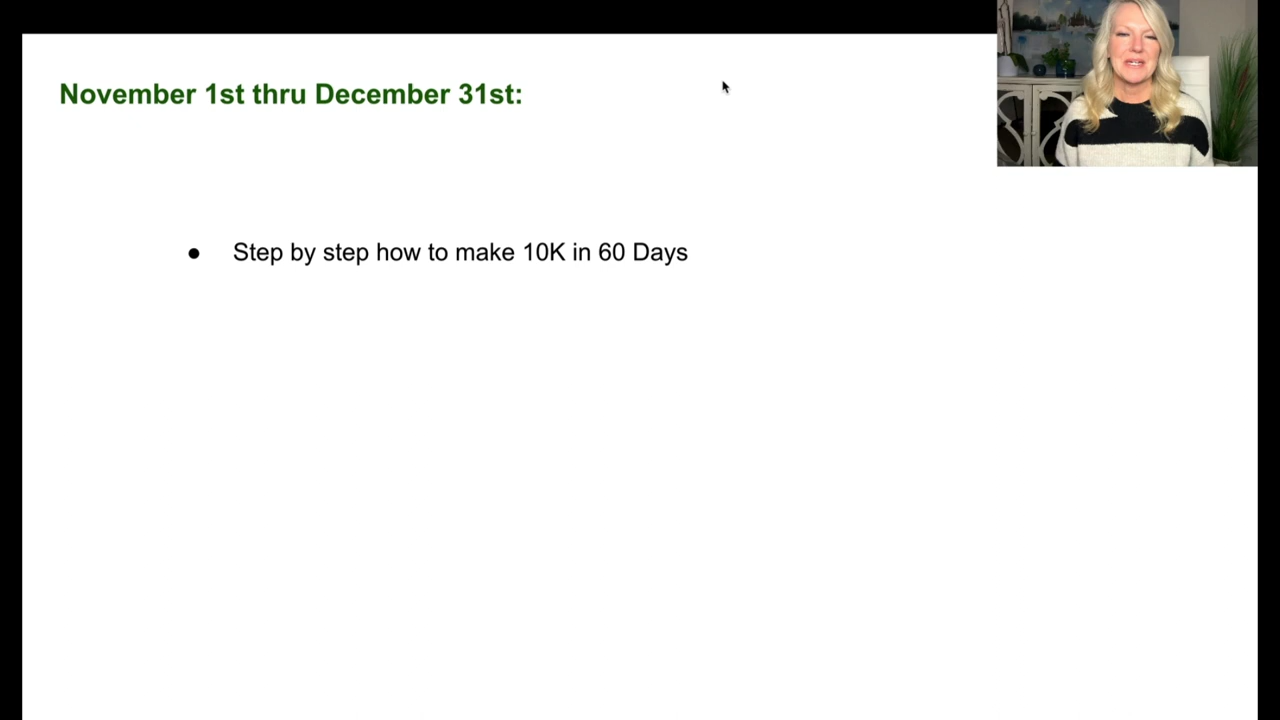 November 1st thru December 31st:
● Step by step how to make 10K in 60 Days